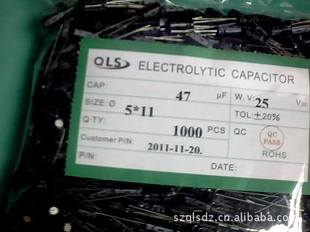 QLS ELECTROLYTIC CAPACITOR
CAP: 47 µF W.V: 25 V
SIZE: Ø 5*11 TOL: ±20%
Q·TY: 1000 PCS QC QC PASS
Customer P/N: 2011-11-20. ROHS
P/N: DATE:
szqlsdz.cn.alibaba.com